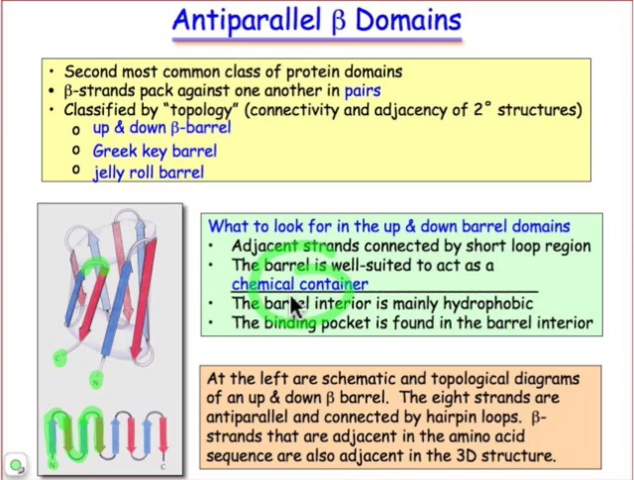 Antiparallel β Domains
• Second most common class of protein domains
• β-strands pack against one another in pairs
• Classified by “topology” (connectivity and adjacency of 2° structures)
o up & down β-barrel
o Greek key barrel
o jelly roll barrel
What to look for in the up & down barrel domains
• Adjacent strands connected by short loop region
• The barrel is well-suited to act as a
chemical container
• The barrel interior is mainly hydrophobic
• The binding pocket is found in the barrel interior
C
N
N
C
At the left are schematic and topological diagrams
of an up & down β barrel. The eight strands are
antiparallel and connected by hairpin loops. β-
strands that are adjacent in the amino acid
sequence are also adjacent in the 3D structure.